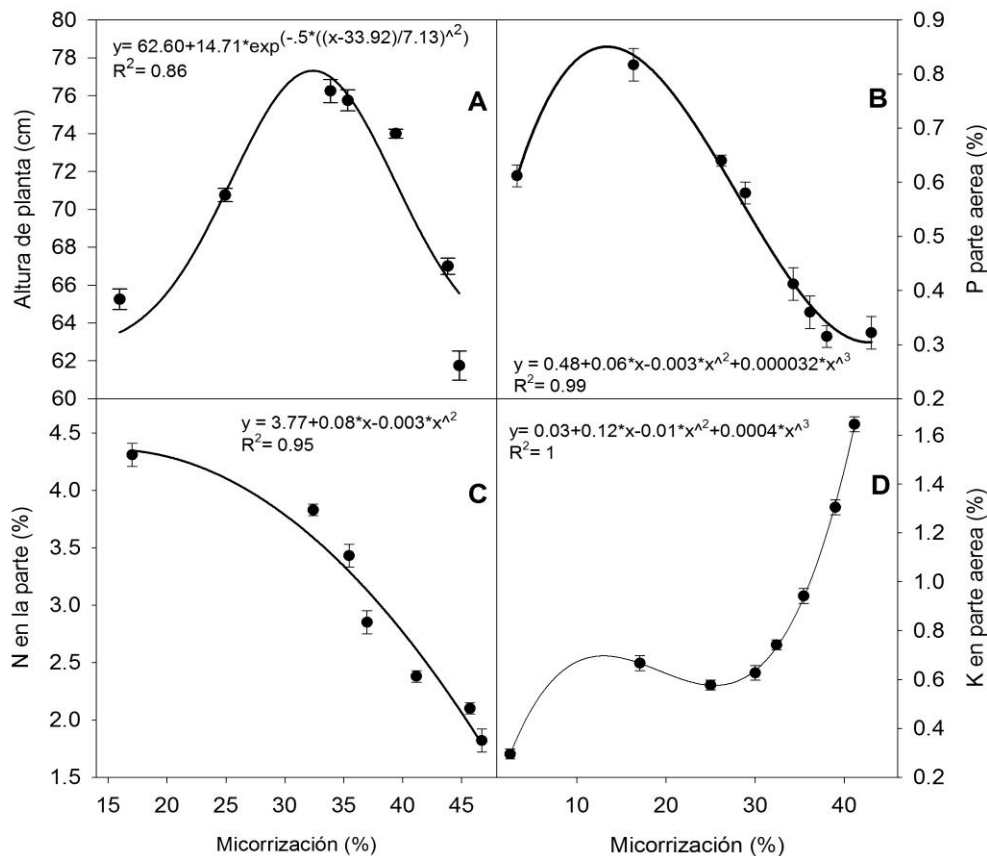 80
78
76
74
72
70
68
66
64
62
60
Altura de planta (cm)
y= 62.60+14.71*exp(-.5*((x-33.92)/7.13)^2)
R2= 0.86
A
0.9
0.8
0.7
0.6
0.5
0.4
0.3
0.2
P parte aerea (%)
B
y = 0.48+0.06*x-0.003*x^2+0.000032*x^3
R2= 0.99
4.5
4.0
3.5
3.0
2.5
2.0
1.5
N en la parte (%)
y = 3.77+0.08*x-0.003*x^2
R2= 0.95
C
15 20 25 30 35 40 45
Micorrización (%)
y= 0.03+0.12*x-0.01*x^2+0.0004*x^3
R2= 1
D
1.6
1.4
1.2
1.0
0.8
0.6
0.4
0.2
K en parte aerea (%)
10 20 30 40
Micorrización (%)